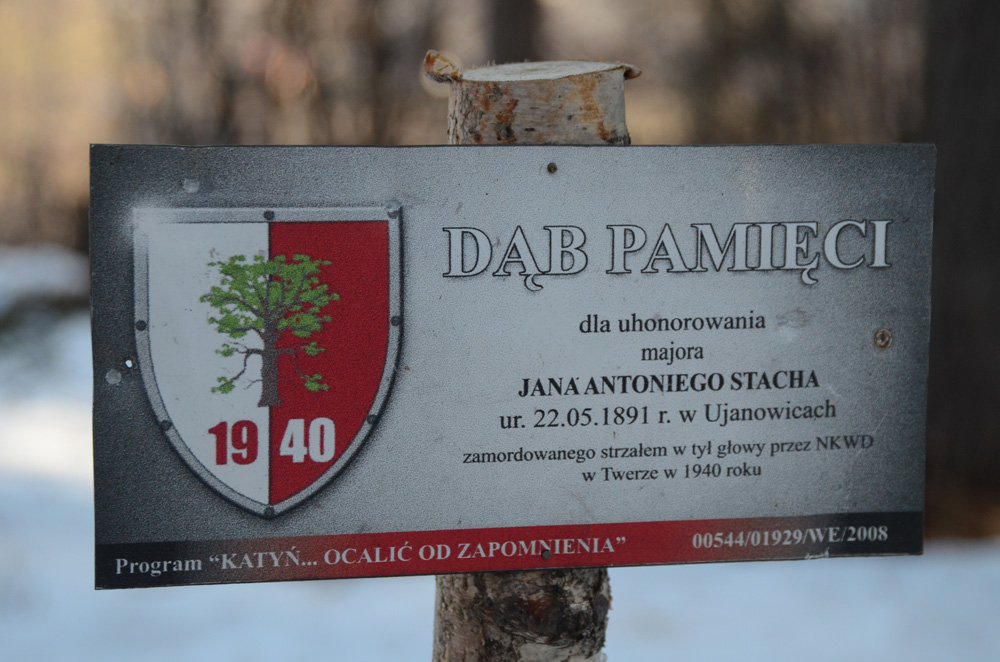 DĄB PAMIĘCI
dla uhonorowania
majora
JANA ANTONIEGO STACHA
ur. 22.05.1891 r. w Ujanowicach
zamordowanego strzałem w tył głowy przez NKWD
w Twerze w 1940 roku
19 40
Program “KATYŃ... OCALIĆ OD ZAPOMNIENIA”
00544/01929/WE/2008